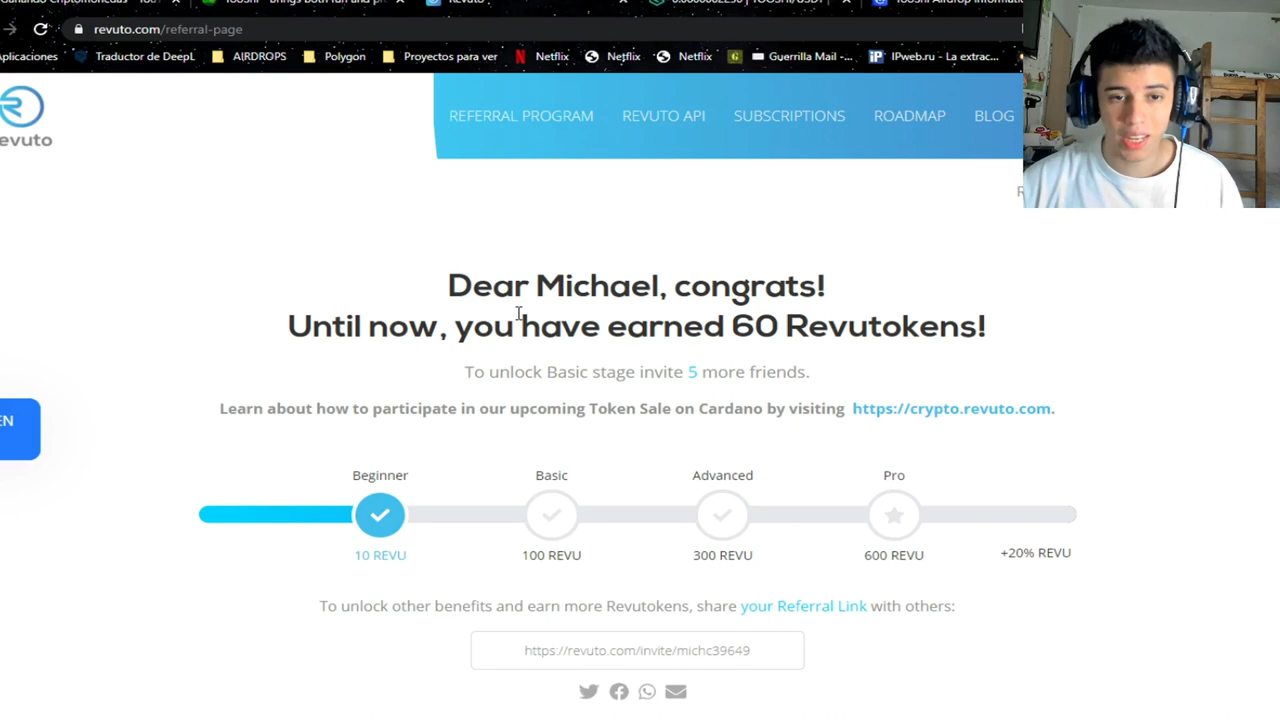 revuto.com/referral-page
Traductor de DeepL AIRDROPS Polygon Proyectos para ver Netflix Netflix Netflix Guerrilla Mail -... IPweb.ru - La extrac...
REFERRAL PROGRAM REVUTO API SUBSCRIPTIONS ROADMAP BLOG
evuto
Dear Michael, congrats!
Until now, you have earned 60 Revutokens!
To unlock Basic stage invite 5 more friends.
Learn about how to participate in our upcoming Token Sale on Cardano by visiting https://crypto.revuto.com.
EN
Beginner Basic Advanced Pro
10 REVU 100 REVU 300 REVU 600 REVU +20% REVU
To unlock other benefits and earn more Revutokens, share your Referral Link with others:
https://revuto.com/invite/michc39649